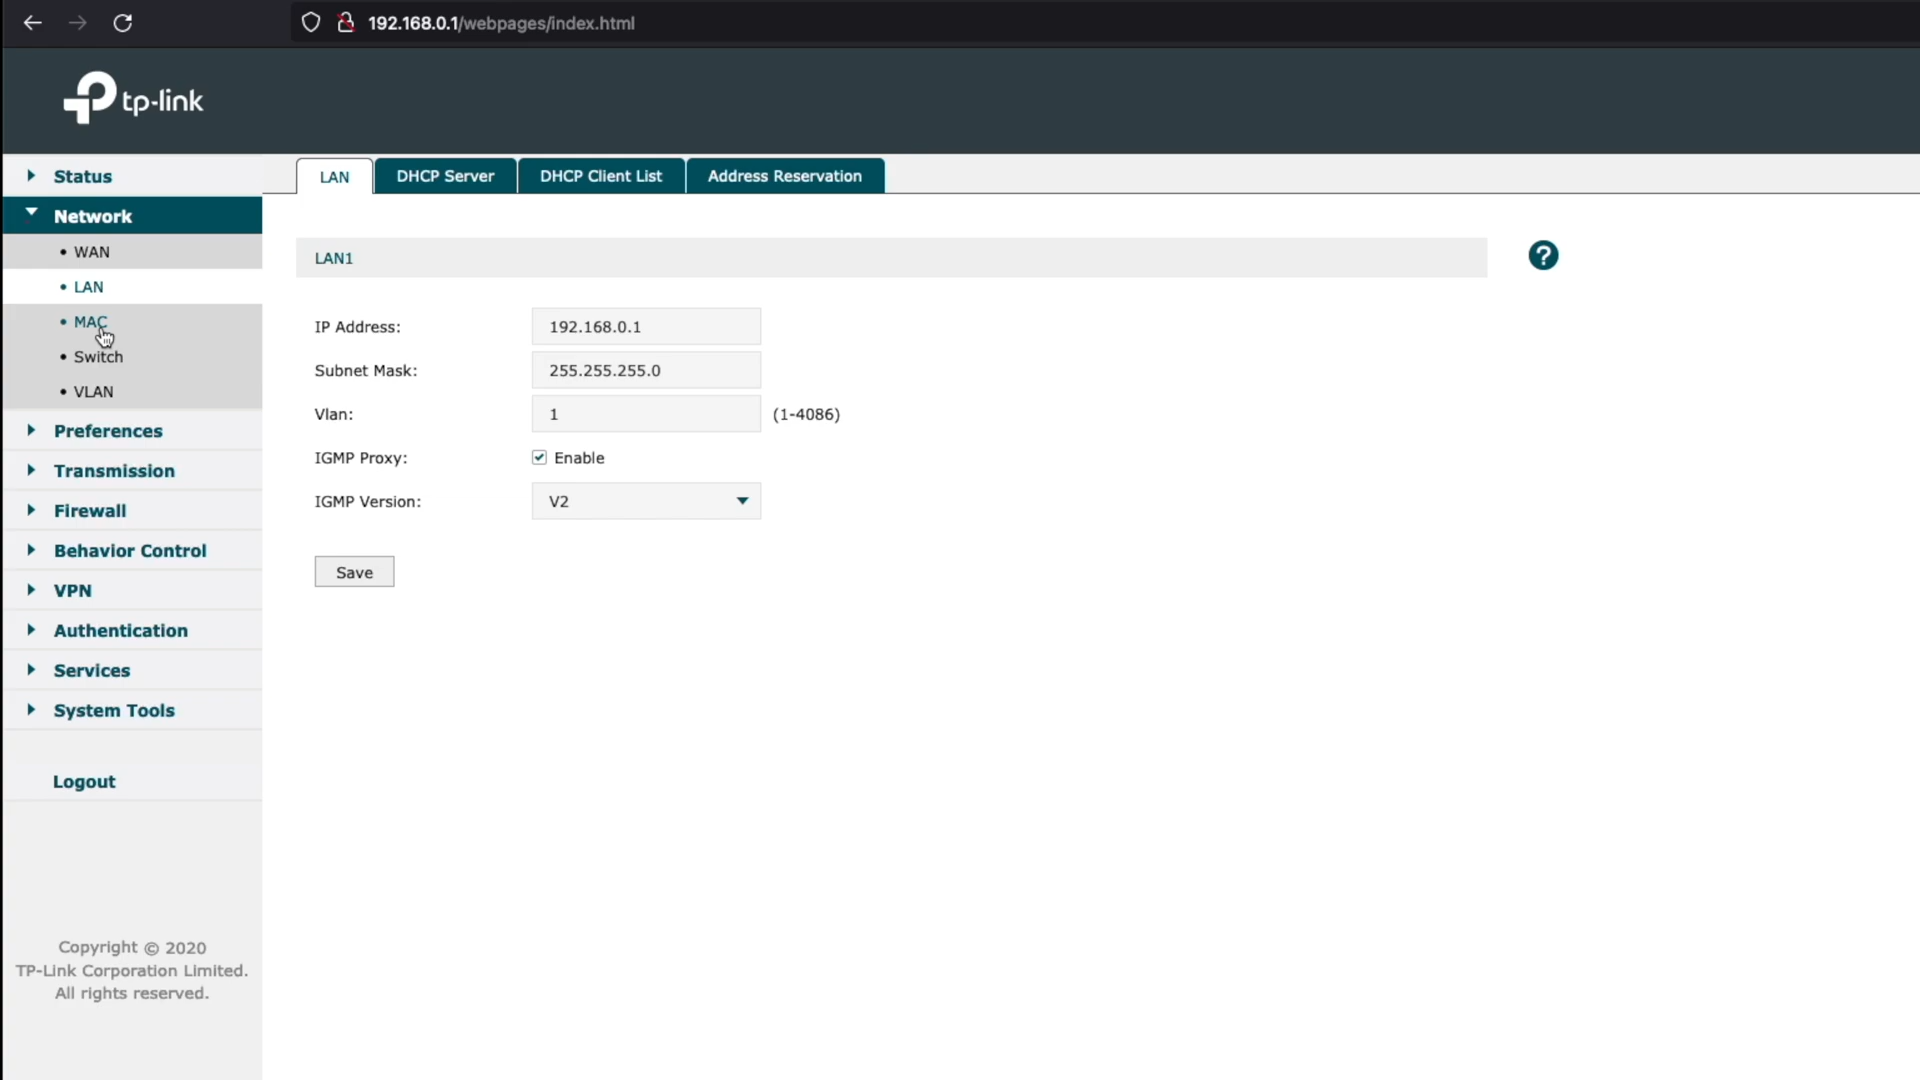 192.168.0.1/webpages/index.html
tp-link
Status
Network
• WAN
• LAN
• MAC
• Switch
• VLAN
Preferences
Transmission
Firewall
Behavior Control
VPN
Authentication
Services
System Tools
Logout
Copyright © 2020
TP-Link Corporation Limited.
All rights reserved.
LAN DHCP Server DHCP Client List Address Reservation
LAN1 ?
IP Address: 192.168.0.1
Subnet Mask: 255.255.255.0
Vlan: 1 (1-4086)
IGMP Proxy: Enable
IGMP Version: V2
Save